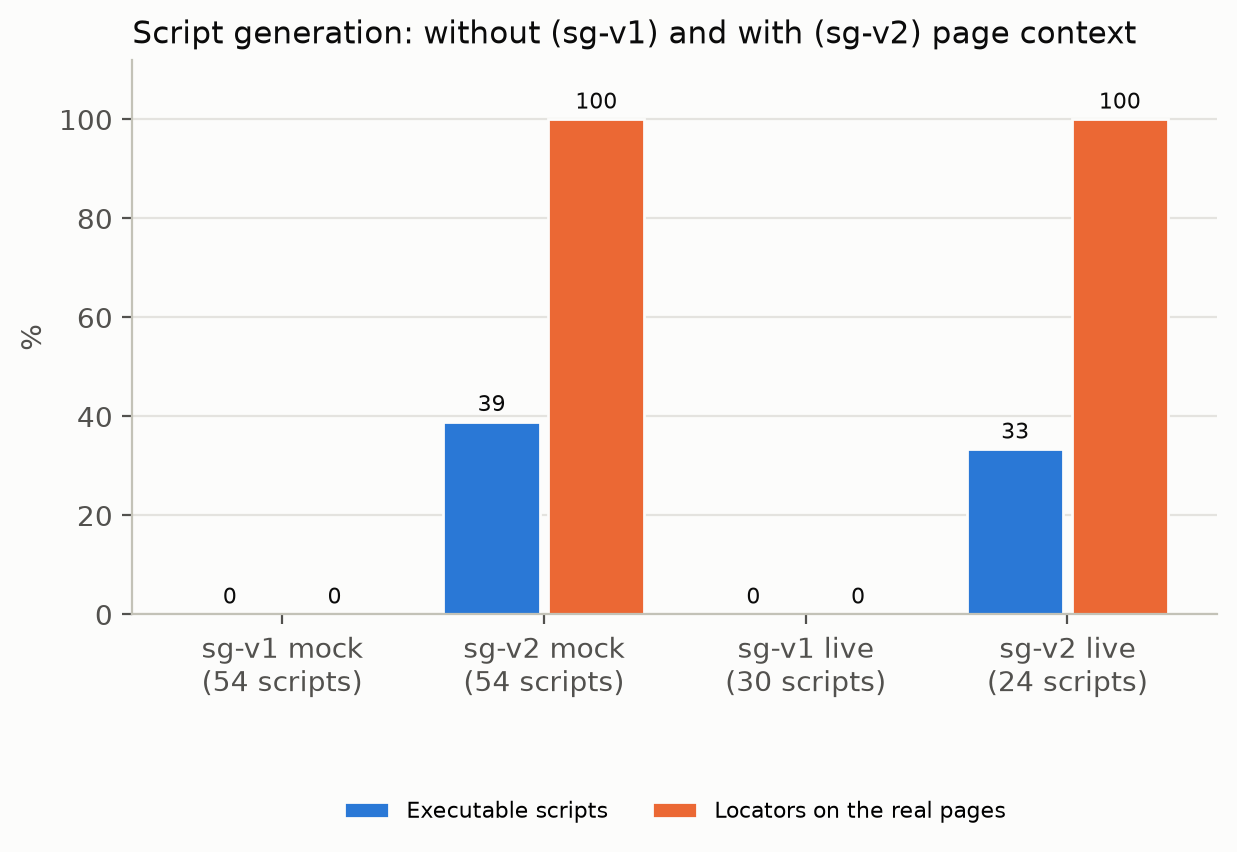 Script generation: without (sg-v1) and with (sg-v2) page context
%
100
80
60
40
20
0
0
0
39
100
0
0
33
100
sg-v1 mock
(54 scripts)
sg-v2 mock
(54 scripts)
sg-v1 live
(30 scripts)
sg-v2 live
(24 scripts)
Executable scripts
Locators on the real pages